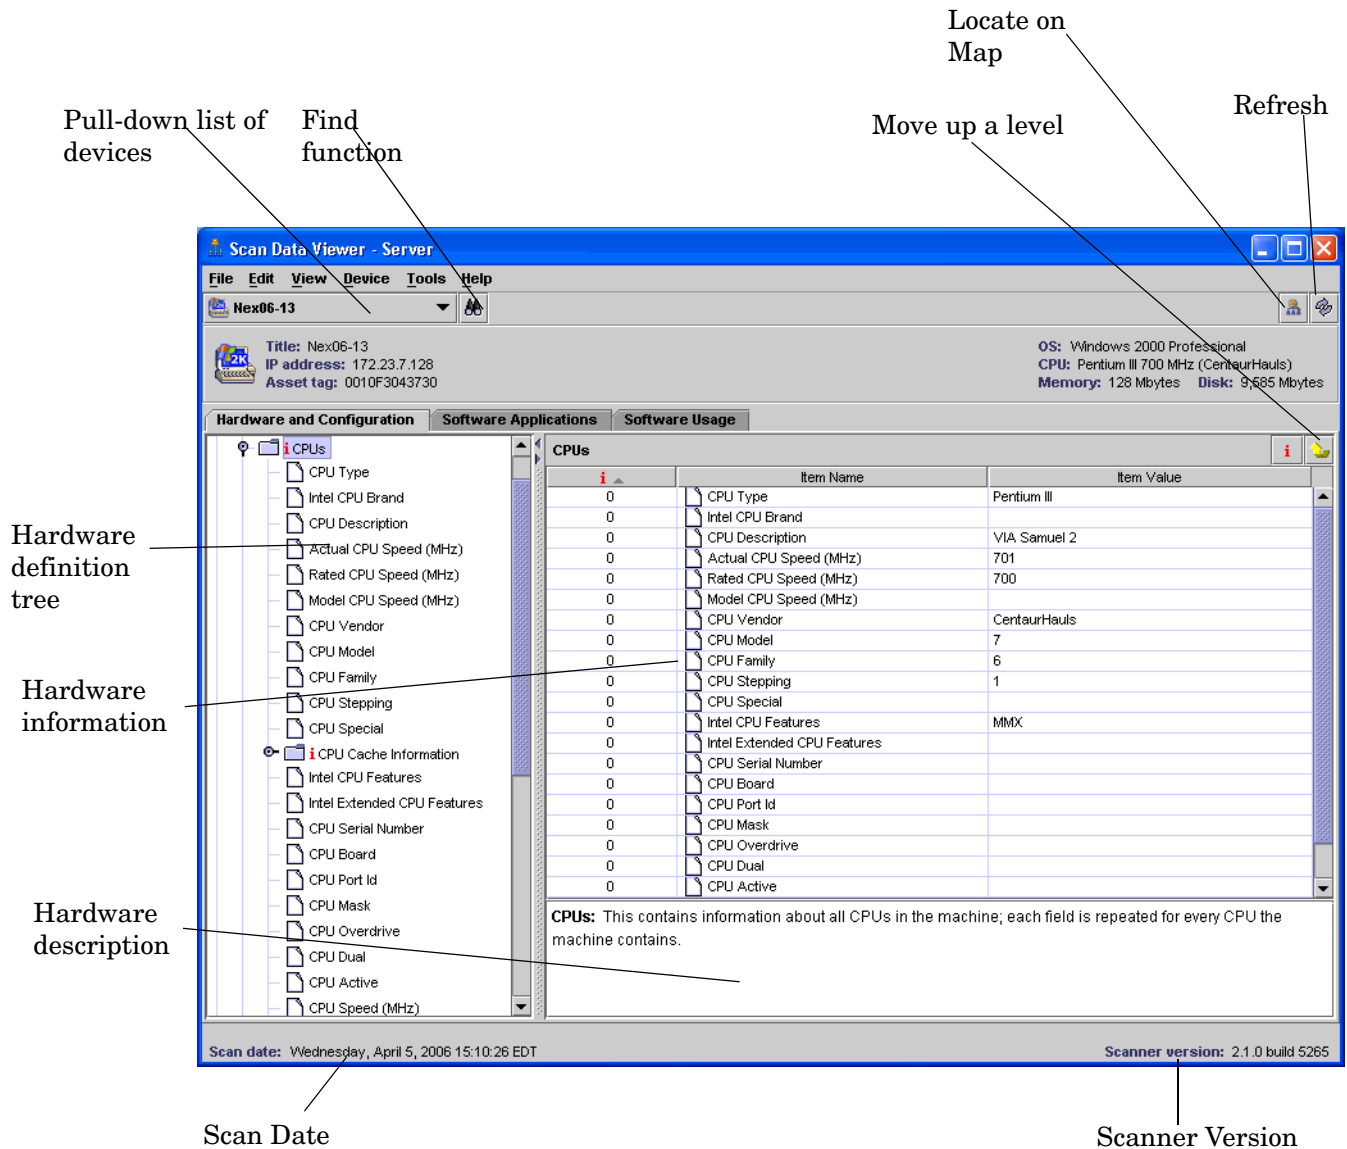 Locate on
Map
Pull-down list of
devices
Find
function
Move up a level
Refresh
Scan Data Viewer - Server
File Edit View Device Tools Help
Nex06-13
Title: Nex06-13
IP address: 172.23.7.128
Asset tag: 0010F3043730
OS: Windows 2000 Professional
CPU: Pentium III 700 MHz (CentaurHauls)
Memory: 128 Mbytes Disk: 9,585 Mbytes
Hardware and Configuration Software Applications Software Usage
Hardware
definition
tree
Hardware
information
Hardware
description
i CPUs
CPU Type
Intel CPU Brand
CPU Description
Actual CPU Speed (MHz)
Rated CPU Speed (MHz)
Model CPU Speed (MHz)
CPU Vendor
CPU Model
CPU Family
CPU Stepping
CPU Special
i CPU Cache Information
Intel CPU Features
Intel Extended CPU Features
CPU Serial Number
CPU Board
CPU Port Id
CPU Mask
CPU Overdrive
CPU Dual
CPU Active
CPU Speed (MHz)
CPUs i
i Item Name Item Value
0 CPU Type Pentium III
0 Intel CPU Brand
0 CPU Description VIA Samuel 2
0 Actual CPU Speed (MHz) 701
0 Rated CPU Speed (MHz) 700
0 Model CPU Speed (MHz)
0 CPU Vendor CentaurHauls
0 CPU Model 7
0 CPU Family 6
0 CPU Stepping 1
0 CPU Special
0 Intel CPU Features MMX
0 Intel Extended CPU Features
0 CPU Serial Number
0 CPU Board
0 CPU Port Id
0 CPU Mask
0 CPU Overdrive
0 CPU Dual
0 CPU Active
CPUs: This contains information about all CPUs in the machine; each field is repeated for every CPU the
machine contains.
Scan date: Wednesday, April 5, 2006 15:10:26 EDT
Scanner version: 2.1.0 build 5265
Scan Date
Scanner Version